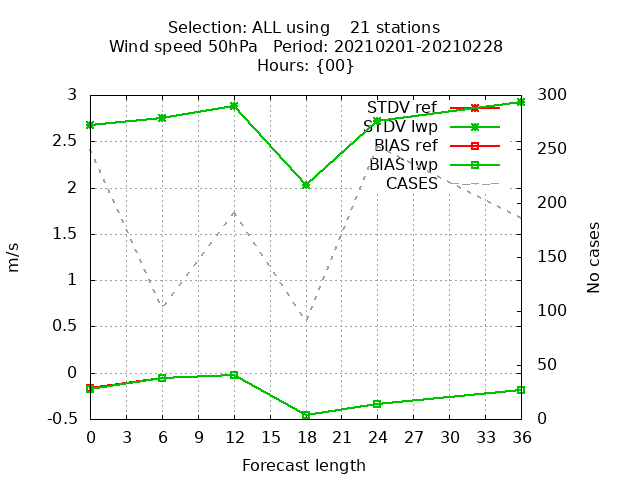 Selection: ALL using    21 stations
Wind speed 50hPa   Period: 20210201-20210228
Hours: {00}
STDV ref
STDV lwp
BIAS ref
BIAS lwp
CASES
3
2.5
2
1.5
1
0.5
0
-0.5
m/s
300
250
200
150
100
50
0
No cases
0 3 6 9 12 15 18 21 24 27 30 33 36
Forecast length